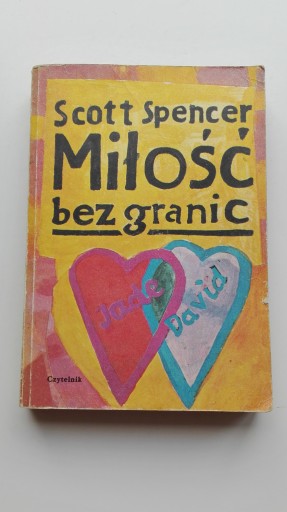 Scott Spencer
Miłość
bez granic
Jade
David
Czytelnik